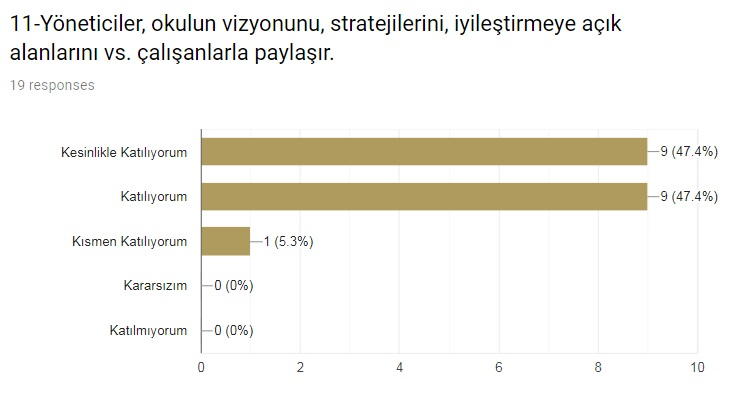 11-Yöneticiler, okulun vizyonunu, stratejilerini, iyileştirmeye açık
alanlarını vs. çalışanlarla paylaşır.
19 responses
Kesinlikle Katılıyorum 9 (47.4%)
Katılıyorum 9 (47.4%)
Kısmen Katılıyorum 1 (5.3%)
Kararsızım 0 (0%)
Katılmıyorum 0 (0%)
0 2 4 6 8 10